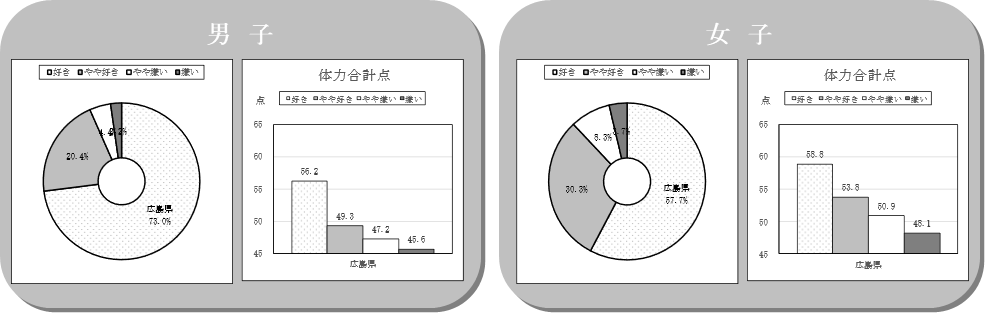 男 子
好き やや好き やや嫌い 嫌い
20.4%
広島県
73.0%
体力合計点
好き やや好き やや嫌い 嫌い
点
65
60
55
50
45
56.2
49.3
47.2
45.6
広島県
女 子
好き やや好き やや嫌い 嫌い
8.3%
30.3%
広島県
57.7%
体力合計点
好き やや好き やや嫌い 嫌い
点
65
60
55
50
45
58.8
53.8
50.9
48.1
広島県